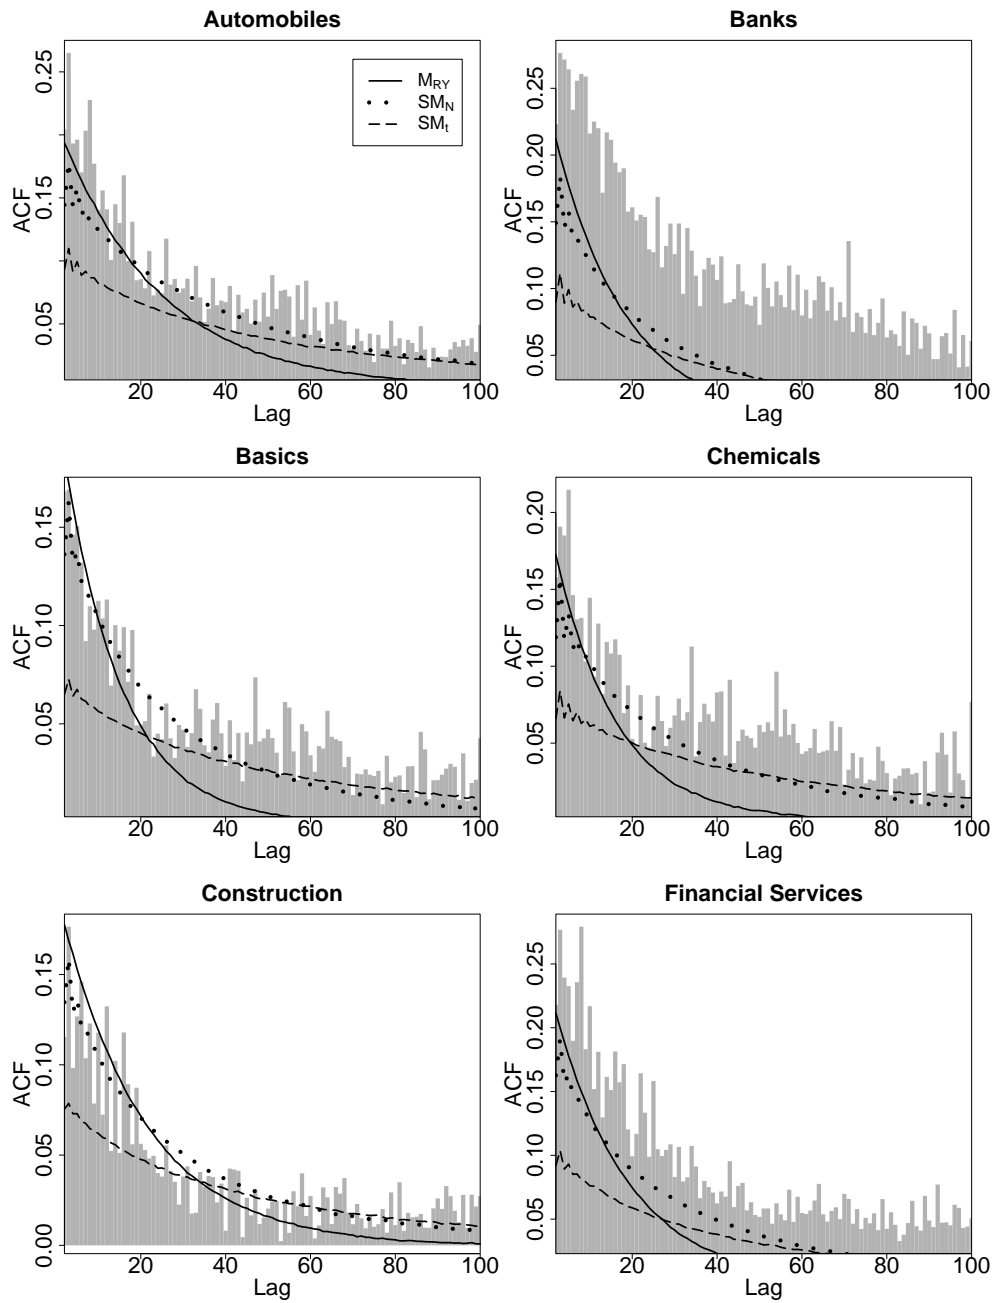 Automobiles
ACF
0.05 0.15 0.25
M_RY
SM_N
SM_t
20 40 60 80 100
Lag
Banks
ACF
0.05 0.10 0.15 0.20 0.25
20 40 60 80 100
Lag
Basics
ACF
0.05 0.10 0.15
20 40 60 80 100
Lag
Chemicals
ACF
0.05 0.10 0.15 0.20
20 40 60 80 100
Lag
Construction
ACF
0.00 0.05 0.10 0.15
20 40 60 80 100
Lag
Financial Services
ACF
0.05 0.10 0.15 0.20 0.25
20 40 60 80 100
Lag